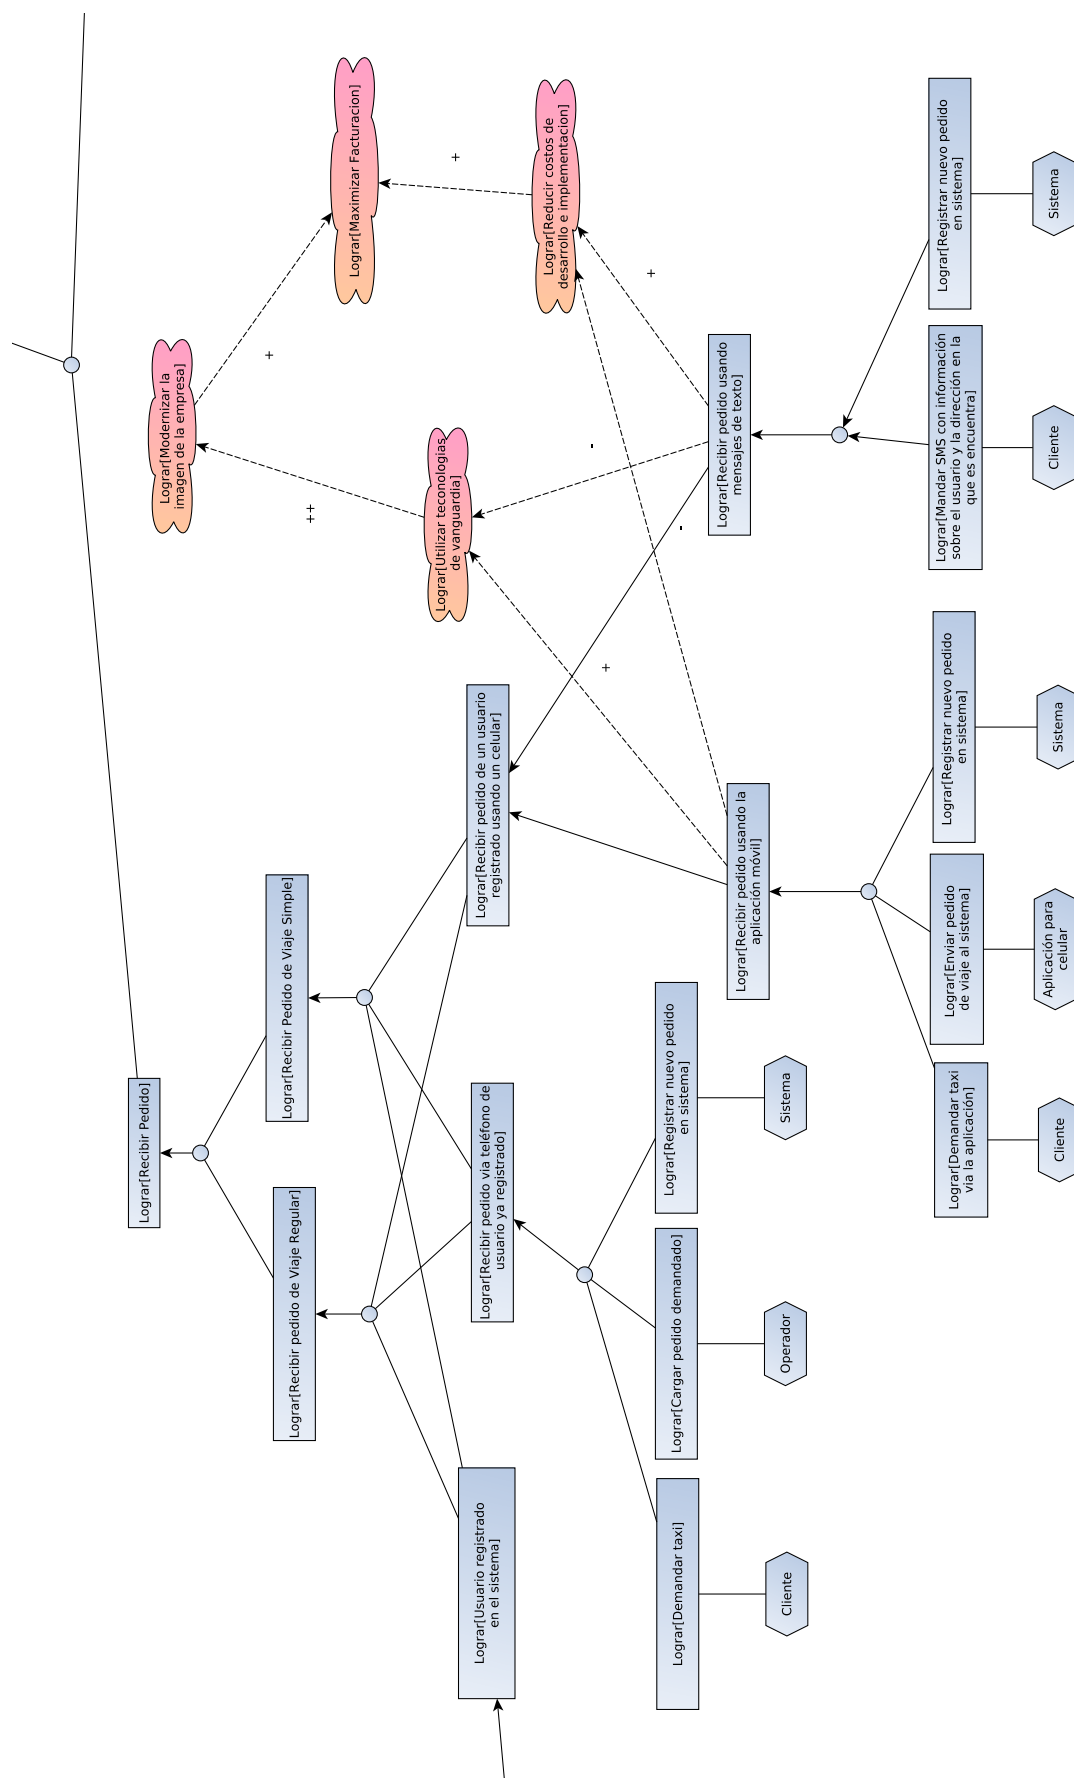 Lograr[Recibir Pedido]
Lograr[Modernizar la
imagen de la empresa]
+
++
Lograr[Maximizar Facturacion]
+
Lograr[Recibir pedido de Viaje Regular]
Lograr[Recibir Pedido de Viaje Simple]
Lograr[Utilizar teconologias
de vanguardia]
Lograr[Reducir costos de
desarrollo e implementacion]
Lograr[Usuario registrado
en el sistema]
Lograr[Recibir pedido via teléfono de
usuario ya registrado]
Lograr[Recibir pedido de un usuario
registrado usando un celular]
+
-
-
+
Lograr[Demandar taxi]
Lograr[Cargar pedido demandado]
Lograr[Registrar nuevo pedido
en sistema]
Lograr[Recibir pedido usando la
aplicación móvil]
Lograr[Recibir pedido usando
mensajes de texto]
Cliente
Operador
Sistema
Lograr[Demandar taxi
via la aplicación]
Lograr[Enviar pedido
de viaje al sistema]
Lograr[Registrar nuevo pedido
en sistema]
Lograr[Mandar SMS con información
sobre el usuario y la dirección en la
que es encuentra]
Lograr[Registrar nuevo pedido
en sistema]
Cliente
Aplicación para
celular
Sistema
Cliente
Sistema